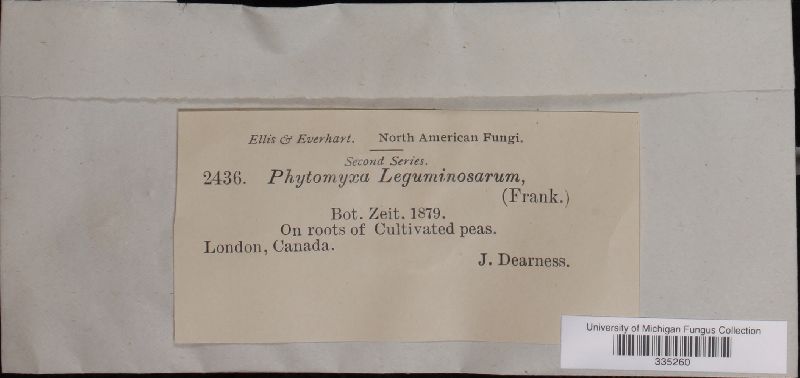 Ellis & Everhart. North American Fungi.
Second Series.
2436. Phytomyxa Leguminosarum,
(Frank.)
Bot. Zeit. 1879.
On roots of Cultivated peas.
London, Canada.
J. Dearness.
University of Michigan Fungus Collection
335260